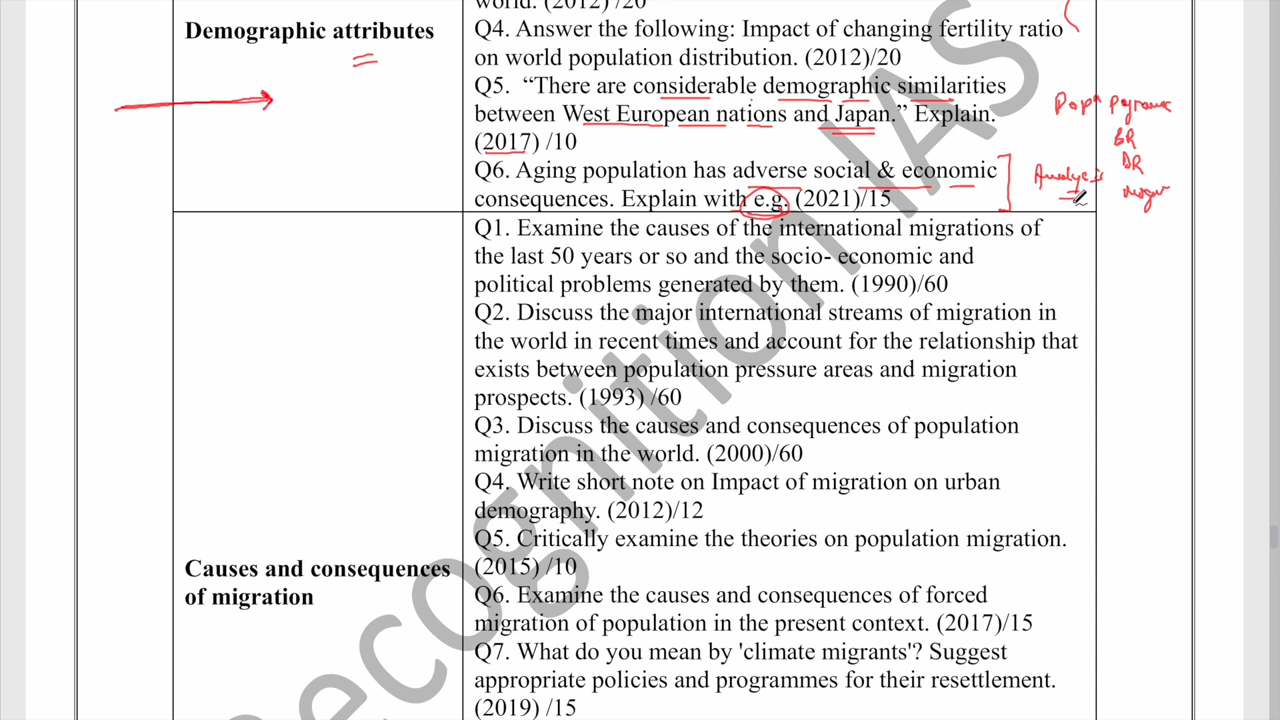 world. (2012)/20
Demographic attributes
Q4. Answer the following: Impact of changing fertility ratio
on world population distribution. (2012)/20
Q5. “There are considerable demographic similarities
between West European nations and Japan.” Explain.
(2017) /10
Q6. Aging population has adverse social & economic
consequences. Explain with e.g. (2021)/15
Popn
BR
DR
Analysis
Q1. Examine the causes of the international migrations of
the last 50 years or so and the socio- economic and
political problems generated by them. (1990)/60
Q2. Discuss the major international streams of migration in
the world in recent times and account for the relationship that
exists between population pressure areas and migration
prospects. (1993) /60
Q3. Discuss the causes and consequences of population
migration in the world. (2000)/60
Q4. Write short note on Impact of migration on urban
demography. (2012)/12
Q5. Critically examine the theories on population migration.
(2015) /10
Causes and consequences
of migration
Q6. Examine the causes and consequences of forced
migration of population in the present context. (2017)/15
Q7. What do you mean by 'climate migrants'? Suggest
appropriate policies and programmes for their resettlement.
(2019) /15
ecognition IAS